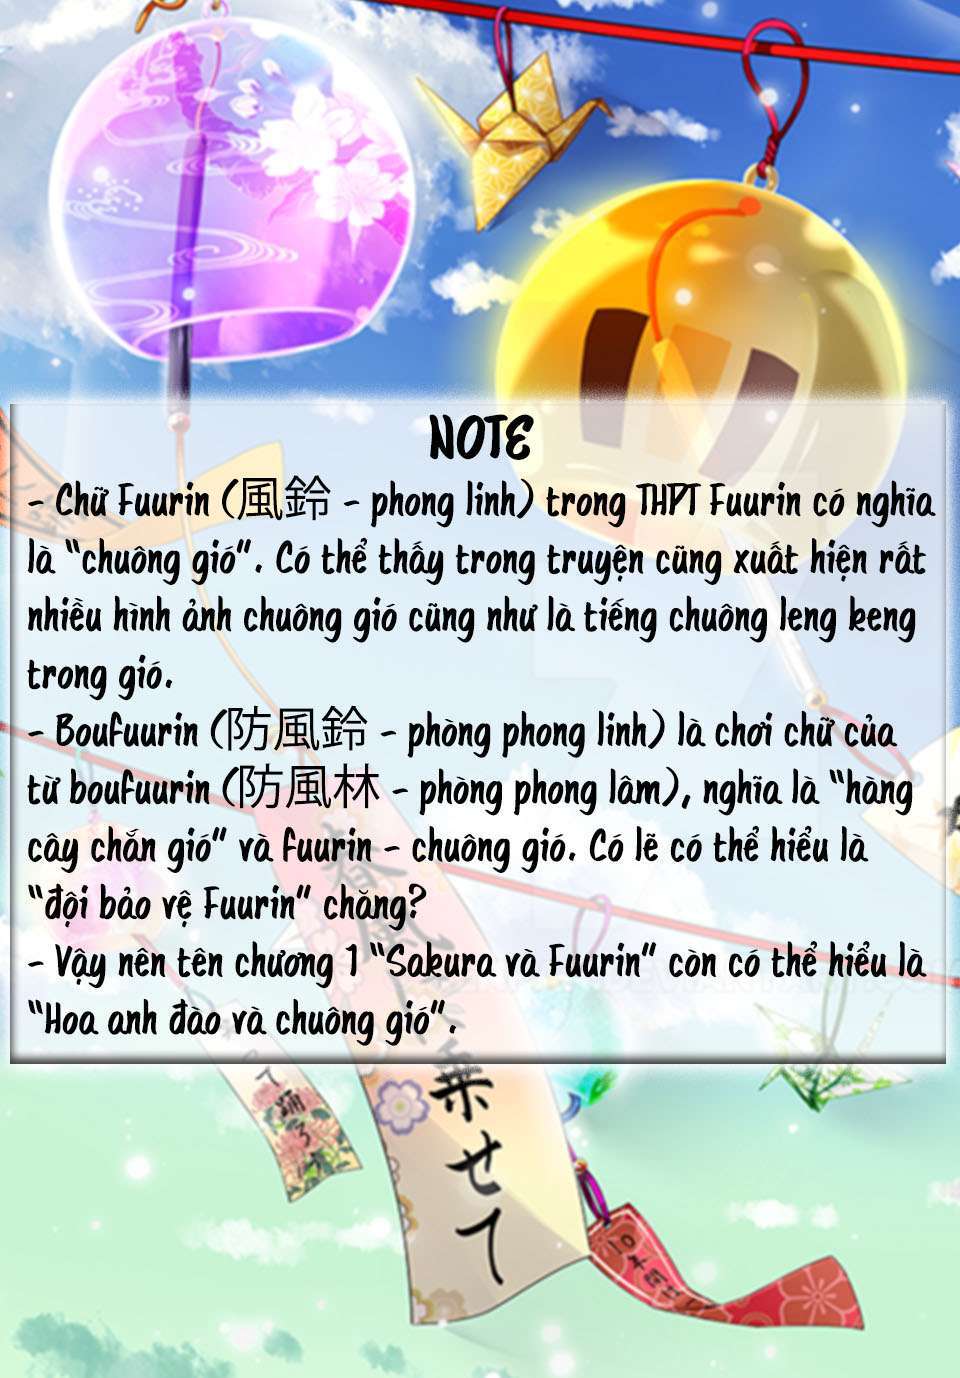 NOTE
- Chữ Fuurin (風鈴 - phong linh) trong THPT Fuurin có nghĩa
là "chuông gió". Có thể thấy trong truyện cũng xuất hiện rất
nhiều hình ảnh chuông gió cũng như là tiếng chuông leng keng
trong gió.
- Boufuurin (防風鈴 - phòng phong linh) là chơi chữ của
từ boufuurin (防風林 - phòng phong lâm), nghĩa là "hàng
cây chắn gió" và fuurin - chuông gió. Có lẽ có thể hiểu là
"đội bảo vệ Fuurin" chăng?
- Vậy nên tên chương 1 "Sakura và Fuurin" còn có thể hiểu là
"Hoa anh đào và chuông gió".
乗せて